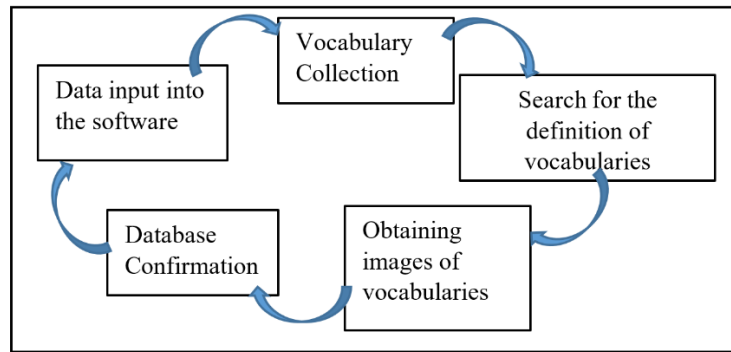 Vocabulary
Collection
Search for the
definition of
vocabularies
Obtaining
images of
vocabularies
Database
Confirmation
Data input into
the software